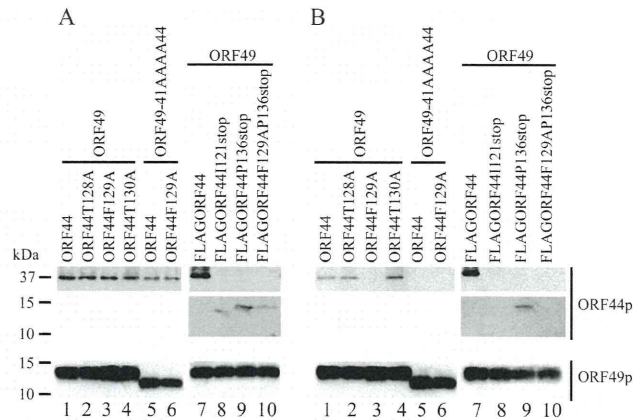 A
B
ORF49
ORF49-41AAAA44
ORF49
ORF44
ORF44T128A
ORF44F129A
ORF44T130A
ORF44
ORF44F129A
FLAGORF44
FLAGORF44I121stop
FLAGORF44P136stop
FLAGORF44F129AP136stop
ORF49
ORF49-41AAAA44
ORF49
ORF44
ORF44T128A
ORF44F129A
ORF44T130A
ORF44
ORF44F129A
FLAGORF44
FLAGORF44I121stop
FLAGORF44P136stop
FLAGORF44F129AP136stop
kDa
37
15
10
ORF44p
15
10
ORF49p
1 2 3 4 5 6 7 8 9 10
1 2 3 4 5 6 7 8 9 10